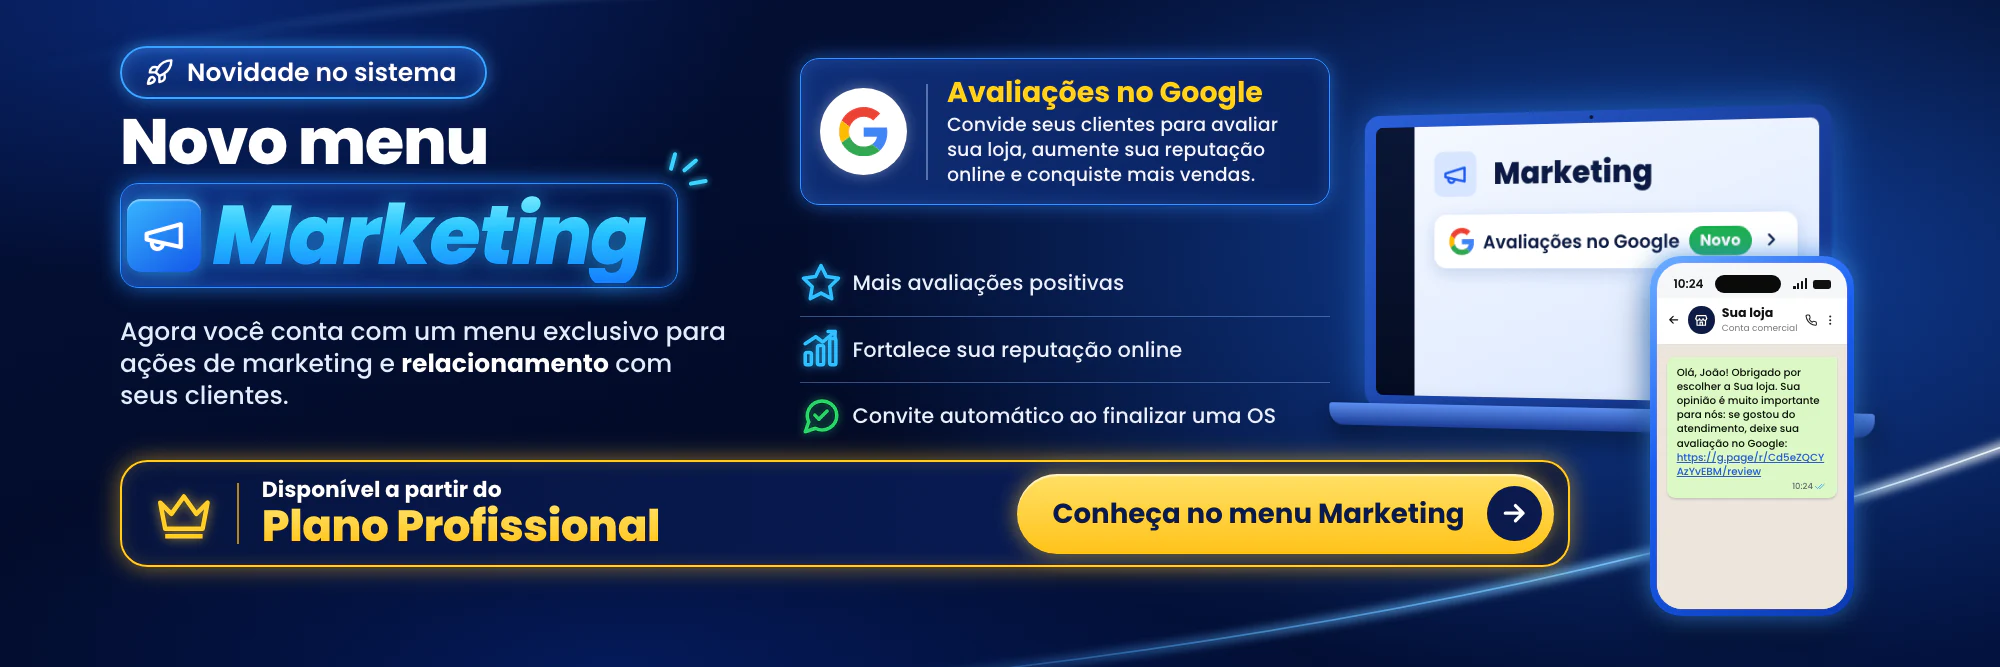 Novidade no sistema
Novo menu
Marketing
Agora você conta com um menu exclusivo para
ações de marketing e relacionamento com
seus clientes.
Avaliações no Google
Convide seus clientes para avaliar
sua loja, aumente sua reputação
online e conquiste mais vendas.
Mais avaliações positivas
Fortalece sua reputação online
Convite automático ao finalizar uma OS
Disponível a partir do
Plano Profissional
Conheça no menu Marketing
Marketing
Avaliações no Google Novo
10:24
Sua loja
Conta comercial
Olá, João! Obrigado por
escolher a Sua loja. Sua
opinião é muito importante
para nós: se gostou do
atendimento, deixe sua
avaliação no Google:
https://g.page/r/Cd5eZQCY
AzYvEBM/review
10:24